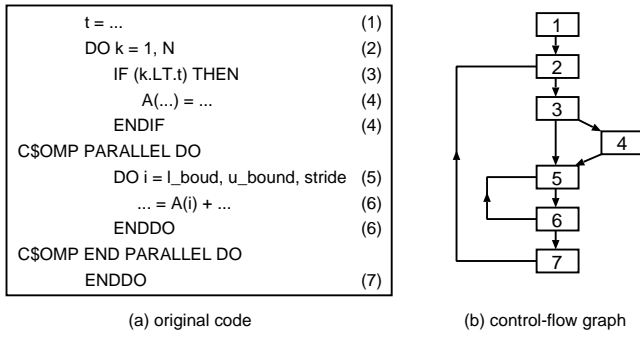 t = ... (1)
DO k = 1, N (2)
IF (k.LT.t) THEN (3)
A(...) = ... (4)
ENDIF (4)
C$OMP PARALLEL DO
DO i = l_boud, u_bound, stride (5)
... = A(i) + ... (6)
ENDDO (6)
C$OMP END PARALLEL DO
ENDDO (7)
(a) original code
1
2
3
4
5
6
7
(b) control-flow graph